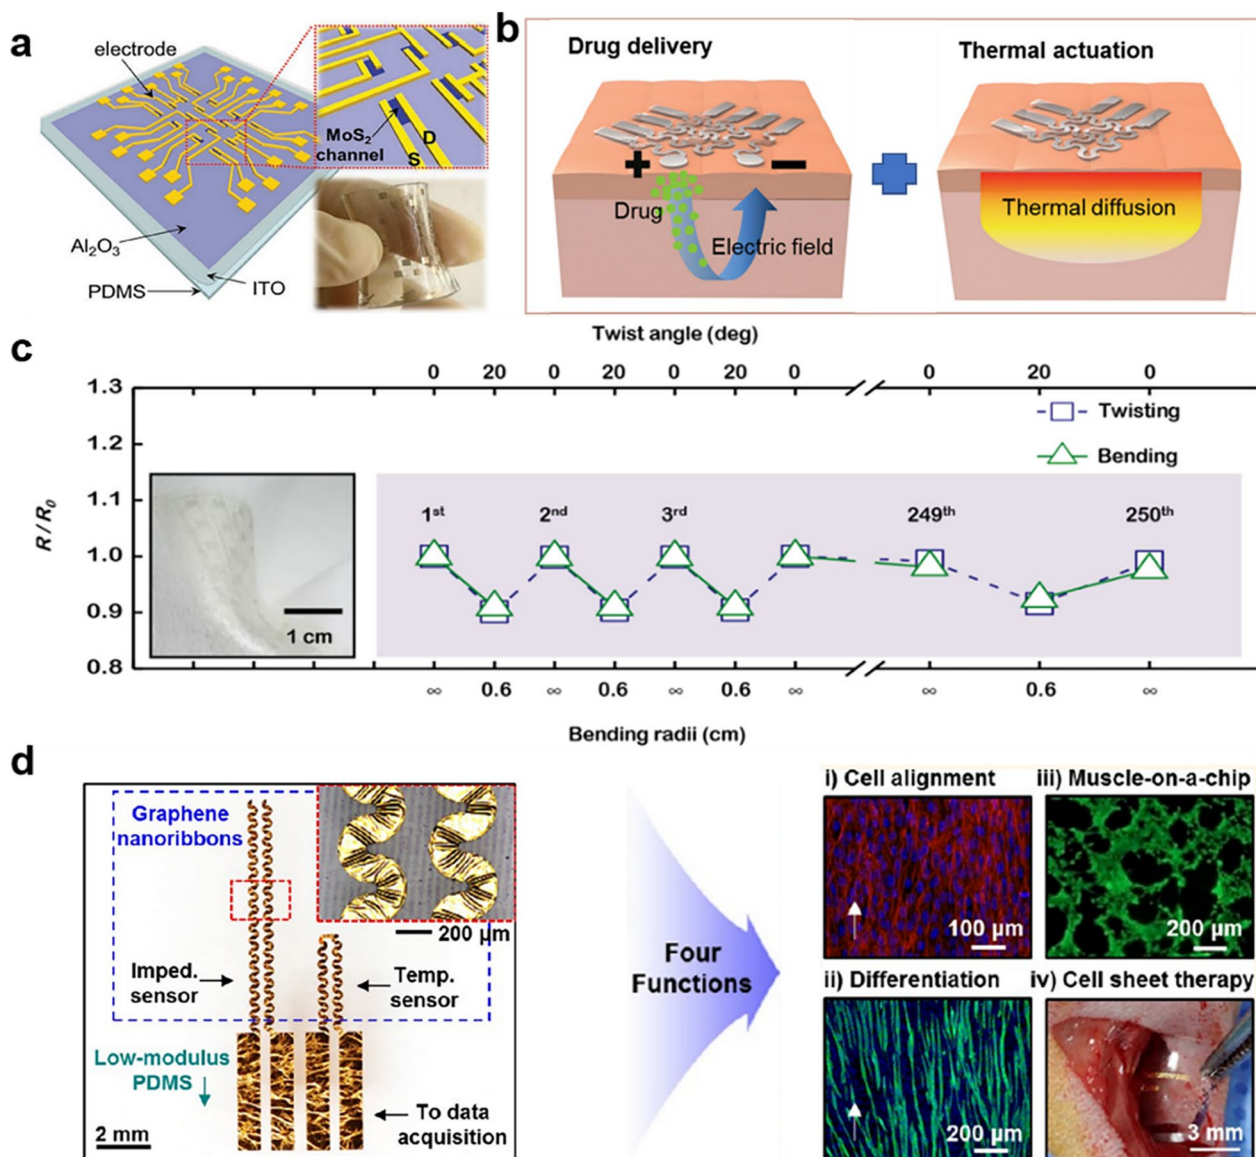 a
electrode
MoS₂
channel
D
S
Al₂O₃
PDMS
ITO
b
Drug delivery
Thermal actuation
+
−
Drug
Electric field
Thermal diffusion
c
Twist angle (deg)
0 20 0 20 0 20 0 0 20 0
1.3
1.2
1.1
1.0
0.9
0.8
R / R₀
Twisting
Bending
1st 2nd 3rd 249th 250th
1 cm
∞ 0.6 ∞ 0.6 ∞ 0.6 ∞ ∞ 0.6 ∞
Bending radii (cm)
d
Graphene
nanoribbons
200 µm
Imped.
sensor
Temp.
sensor
Low-modulus
PDMS
To data
acquisition
2 mm
Four
Functions
i) Cell alignment
100 µm
iii) Muscle-on-a-chip
200 µm
ii) Differentiation
200 µm
iv) Cell sheet therapy
3 mm